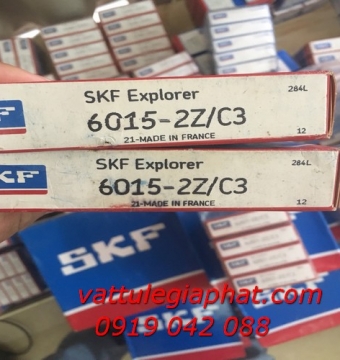 SKF Explorer
284L
6015-2Z/C3
21-MADE IN FRANCE
12
SKF Explorer
284L
KF
6015-2Z/C3
21-MADE IN FRANCE
12
SKF
SKF
vattulegiaphat.com
0919 042 088